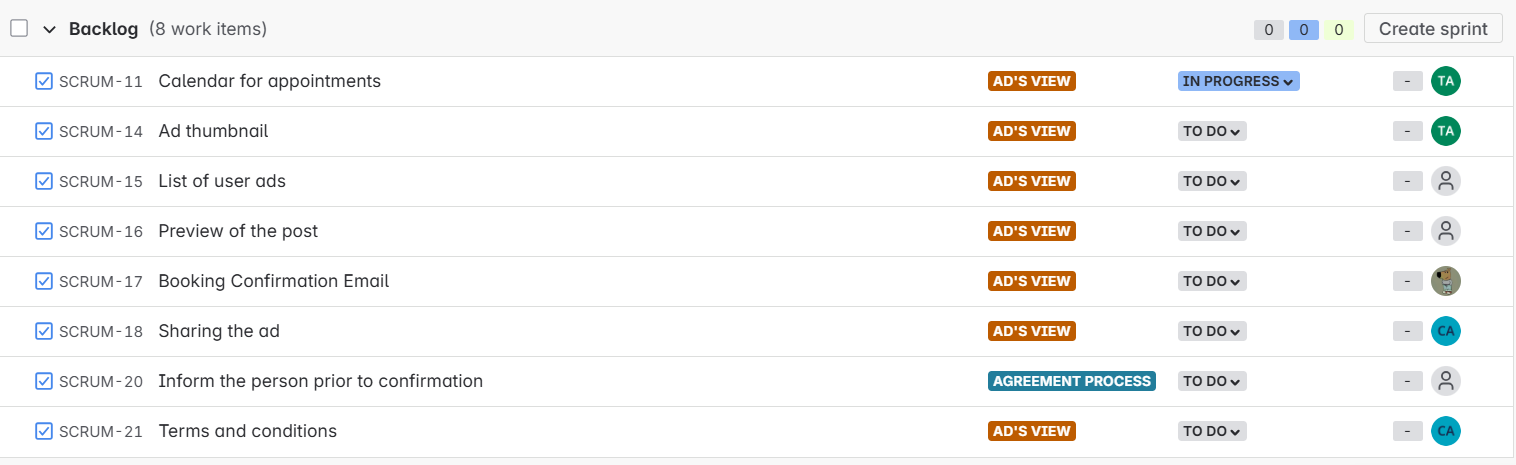 Backlog (8 work items) 0 0 0 Create sprint
SCRUM-11 Calendar for appointments AD'S VIEW IN PROGRESS - TA
SCRUM-14 Ad thumbnail AD'S VIEW TO DO - TA
SCRUM-15 List of user ads AD'S VIEW TO DO -
SCRUM-16 Preview of the post AD'S VIEW TO DO -
SCRUM-17 Booking Confirmation Email AD'S VIEW TO DO -
SCRUM-18 Sharing the ad AD'S VIEW TO DO - CA
SCRUM-20 Inform the person prior to confirmation AGREEMENT PROCESS TO DO -
SCRUM-21 Terms and conditions AD'S VIEW TO DO - CA